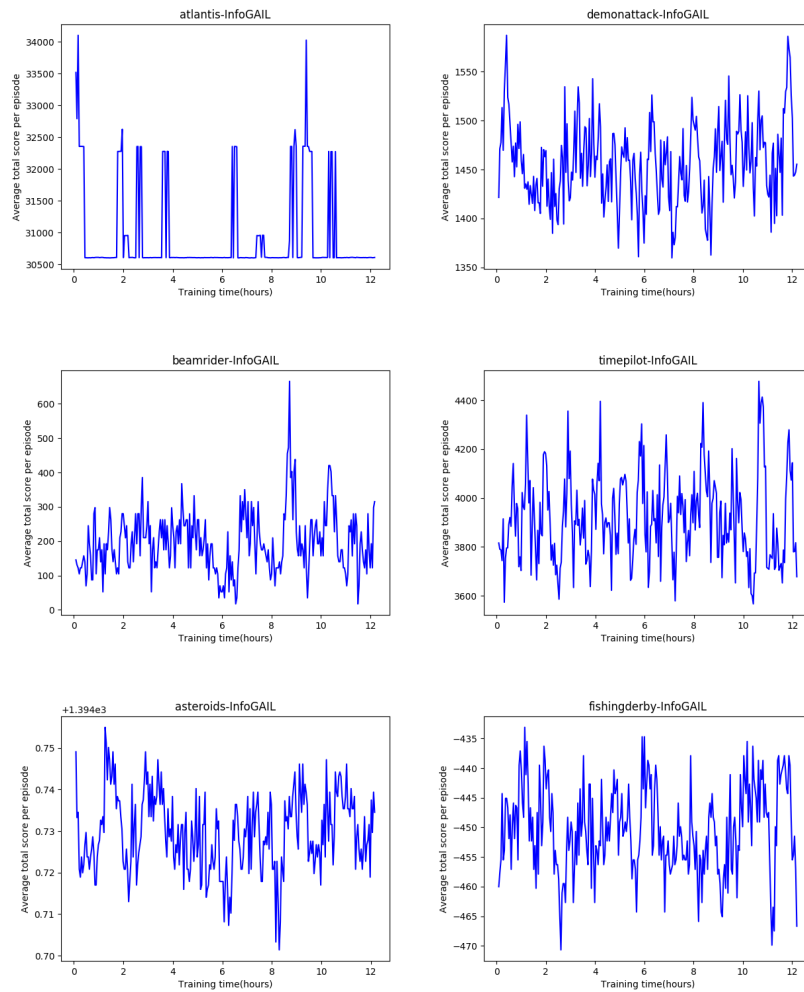 atlantis-InfoGAIL
Average total score per episode
34000
33500
33000
32500
32000
31500
31000
30500
0 2 4 6 8 10 12
Training time(hours)
demonattack-InfoGAIL
Average total score per episode
1550
1500
1450
1400
1350
0 2 4 6 8 10 12
Training time(hours)
beamrider-InfoGAIL
Average total score per episode
600
500
400
300
200
100
0
0 2 4 6 8 10 12
Training time(hours)
timepilot-InfoGAIL
Average total score per episode
4400
4200
4000
3800
3600
0 2 4 6 8 10 12
Training time(hours)
+1.394e3
asteroids-InfoGAIL
Average total score per episode
0.75
0.74
0.73
0.72
0.71
0.70
0 2 4 6 8 10 12
Training time(hours)
fishingderby-InfoGAIL
Average total score per episode
−435
−440
−445
−450
−455
−460
−465
−470
0 2 4 6 8 10 12
Training time(hours)